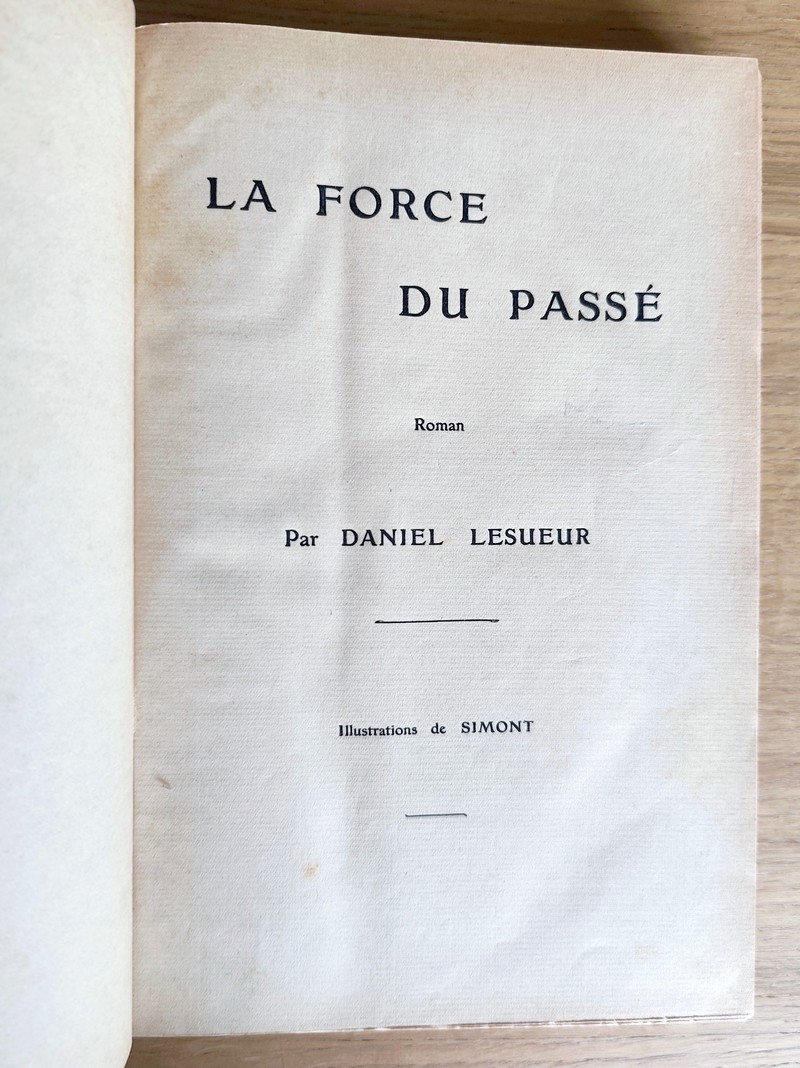 LA FORCE
DU PASSÉ
Roman
Par DANIEL LESUEUR
Illustrations de SIMONT